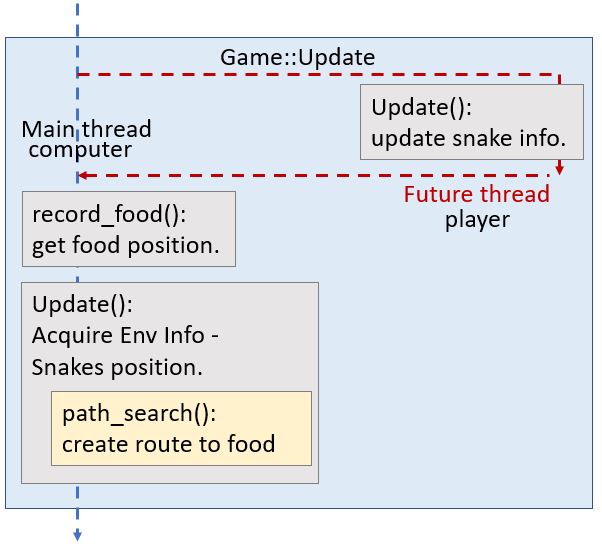 Game::Update
Update():
update snake info.
Main thread
computer
Future thread
player
record_food():
get food position.
Update():
Acquire Env Info -
Snakes position.
path_search():
create route to food